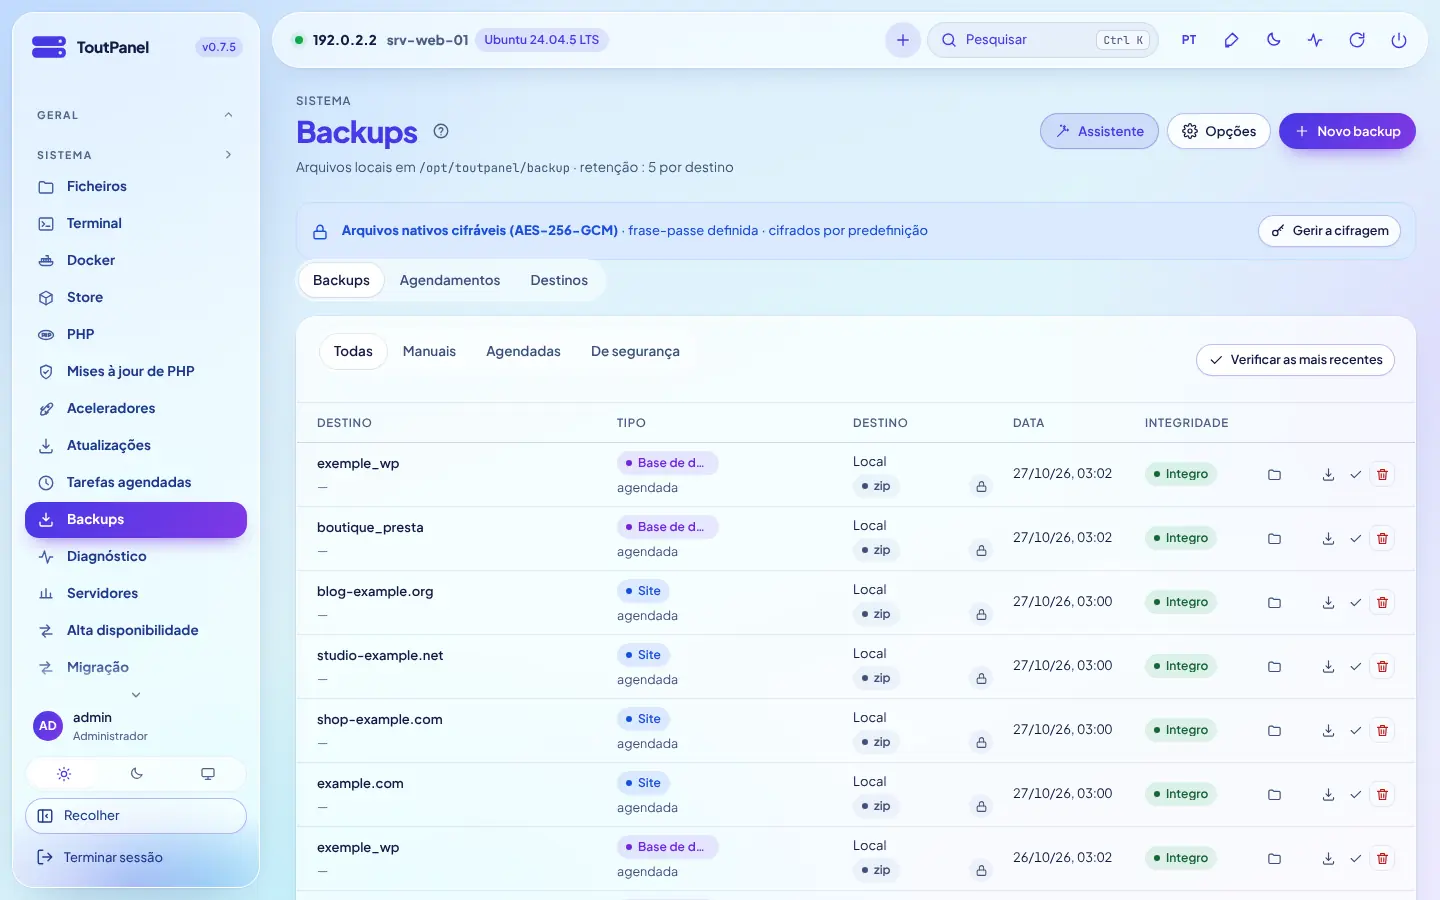 ToutPanel
v0.7.5
GERAL
SISTEMA
Ficheiros
Terminal
Docker
Store
PHP
Mises à jour de PHP
Aceleradores
Atualizações
Tarefas agendadas
Backups
Diagnóstico
Servidores
Alta disponibilidade
Migração
AD
admin
Administrador
Recolher
Terminar sessão
192.0.2.2 srv-web-01 Ubuntu 24.04.5 LTS
Pesquisar Ctrl K
PT
SISTEMA
Backups
Assistente
Opções
Novo backup
Arquivos locais em /opt/toutpanel/backup · retenção : 5 por destino
Arquivos nativos cifráveis (AES-256-GCM) · frase-passe definida · cifrados por predefinição
Gerir a cifragem
Backups Agendamentos Destinos
Todas Manuais Agendadas De segurança
Verificar as mais recentes
DESTINO TIPO DESTINO DATA INTEGRIDADE
exemple_wp Base de d… Local 27/10/26, 03:02 Integro
— agendada zip
boutique_presta Base de d… Local 27/10/26, 03:02 Integro
— agendada zip
blog-example.org Site Local 27/10/26, 03:00 Integro
— agendada zip
studio-example.net Site Local 27/10/26, 03:00 Integro
— agendada zip
shop-example.com Site Local 27/10/26, 03:00 Integro
— agendada zip
example.com Site Local 27/10/26, 03:00 Integro
— agendada zip
exemple_wp Base de d… Local 26/10/26, 03:02 Integro
— agendada zip